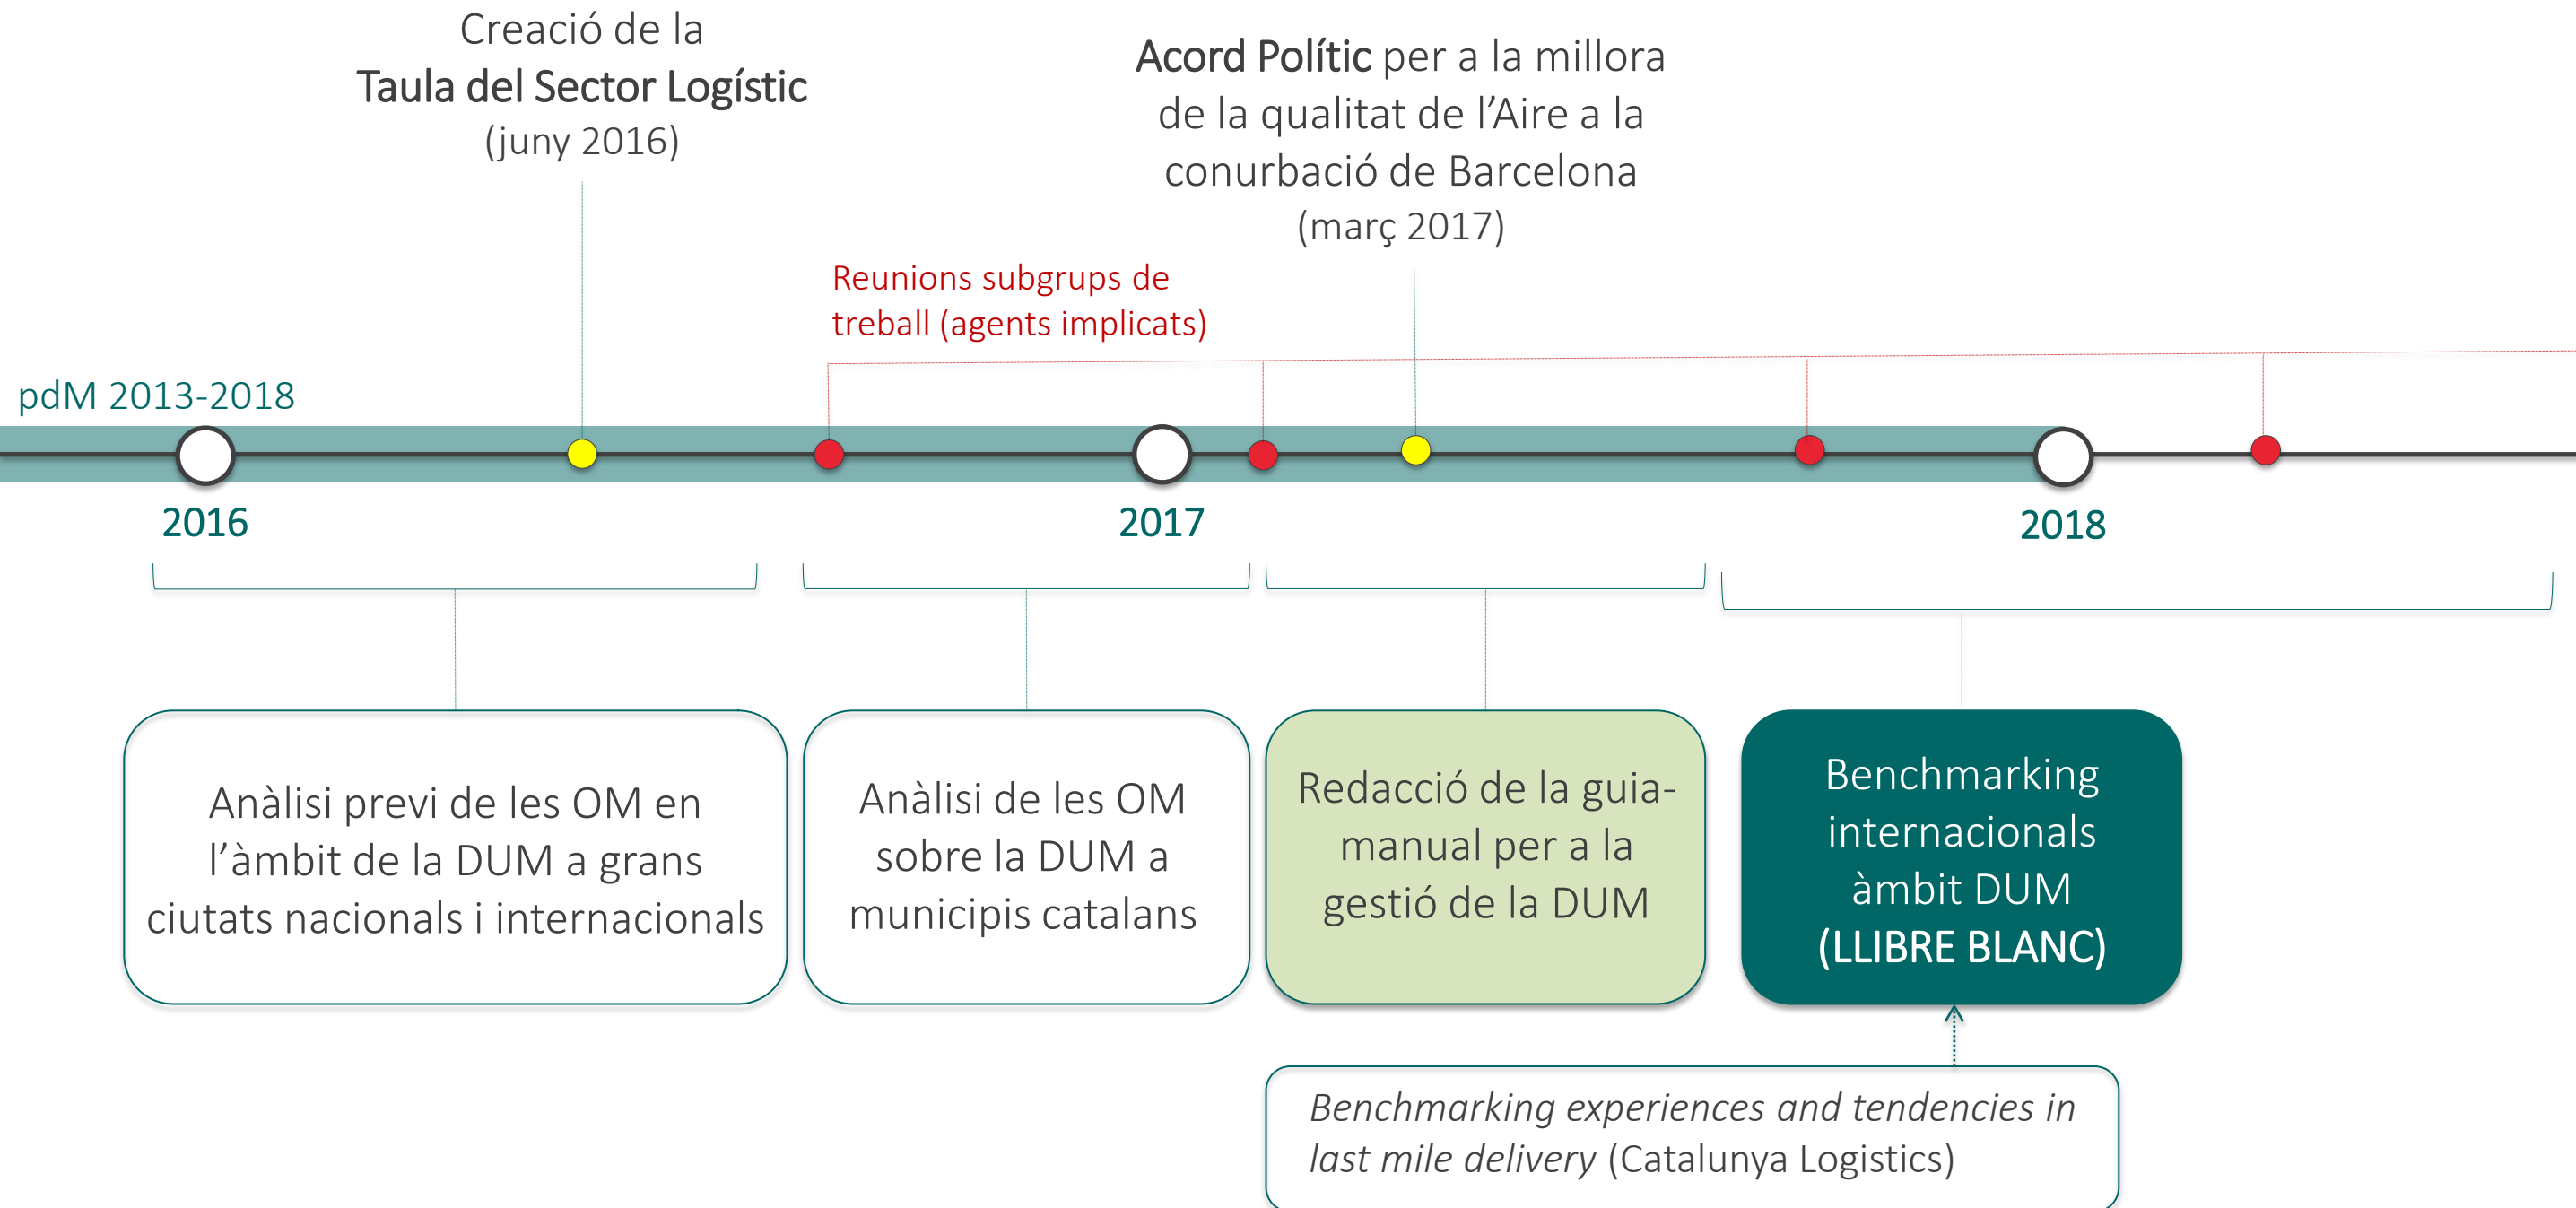 Creació de la
Taula del Sector Logístic
(juny 2016)
Acord Polític per a la millora
de la qualitat de l’Aire a la
conurbació de Barcelona
(març 2017)
Reunions subgrups de
treball (agents implicats)
pdM 2013-2018
2016
2017
2018
Anàlisi previ de les OM en
l’àmbit de la DUM a grans
ciutats nacionals i internacionals
Anàlisi de les OM
sobre la DUM a
municipis catalans
Redacció de la guia-
manual per a la
gestió de la DUM
Benchmarking
internacionals
àmbit DUM
(LLIBRE BLANC)
Benchmarking experiences and tendencies in
last mile delivery (Catalunya Logistics)